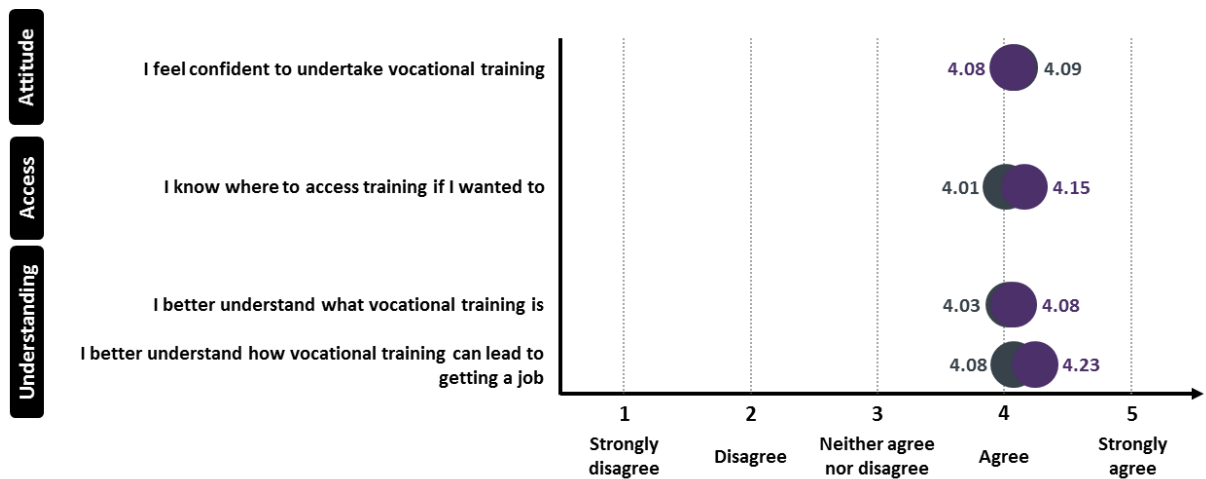 Attitude
I feel confident to undertake vocational training
4.08
4.09
Access
I know where to access training if I wanted to
4.01
4.15
Understanding
I better understand what vocational training is
4.03
4.08
I better understand how vocational training can lead to
getting a job
4.08
4.23
1
2
3
4
5
Strongly
disagree
Disagree
Neither agree
nor disagree
Agree
Strongly
agree